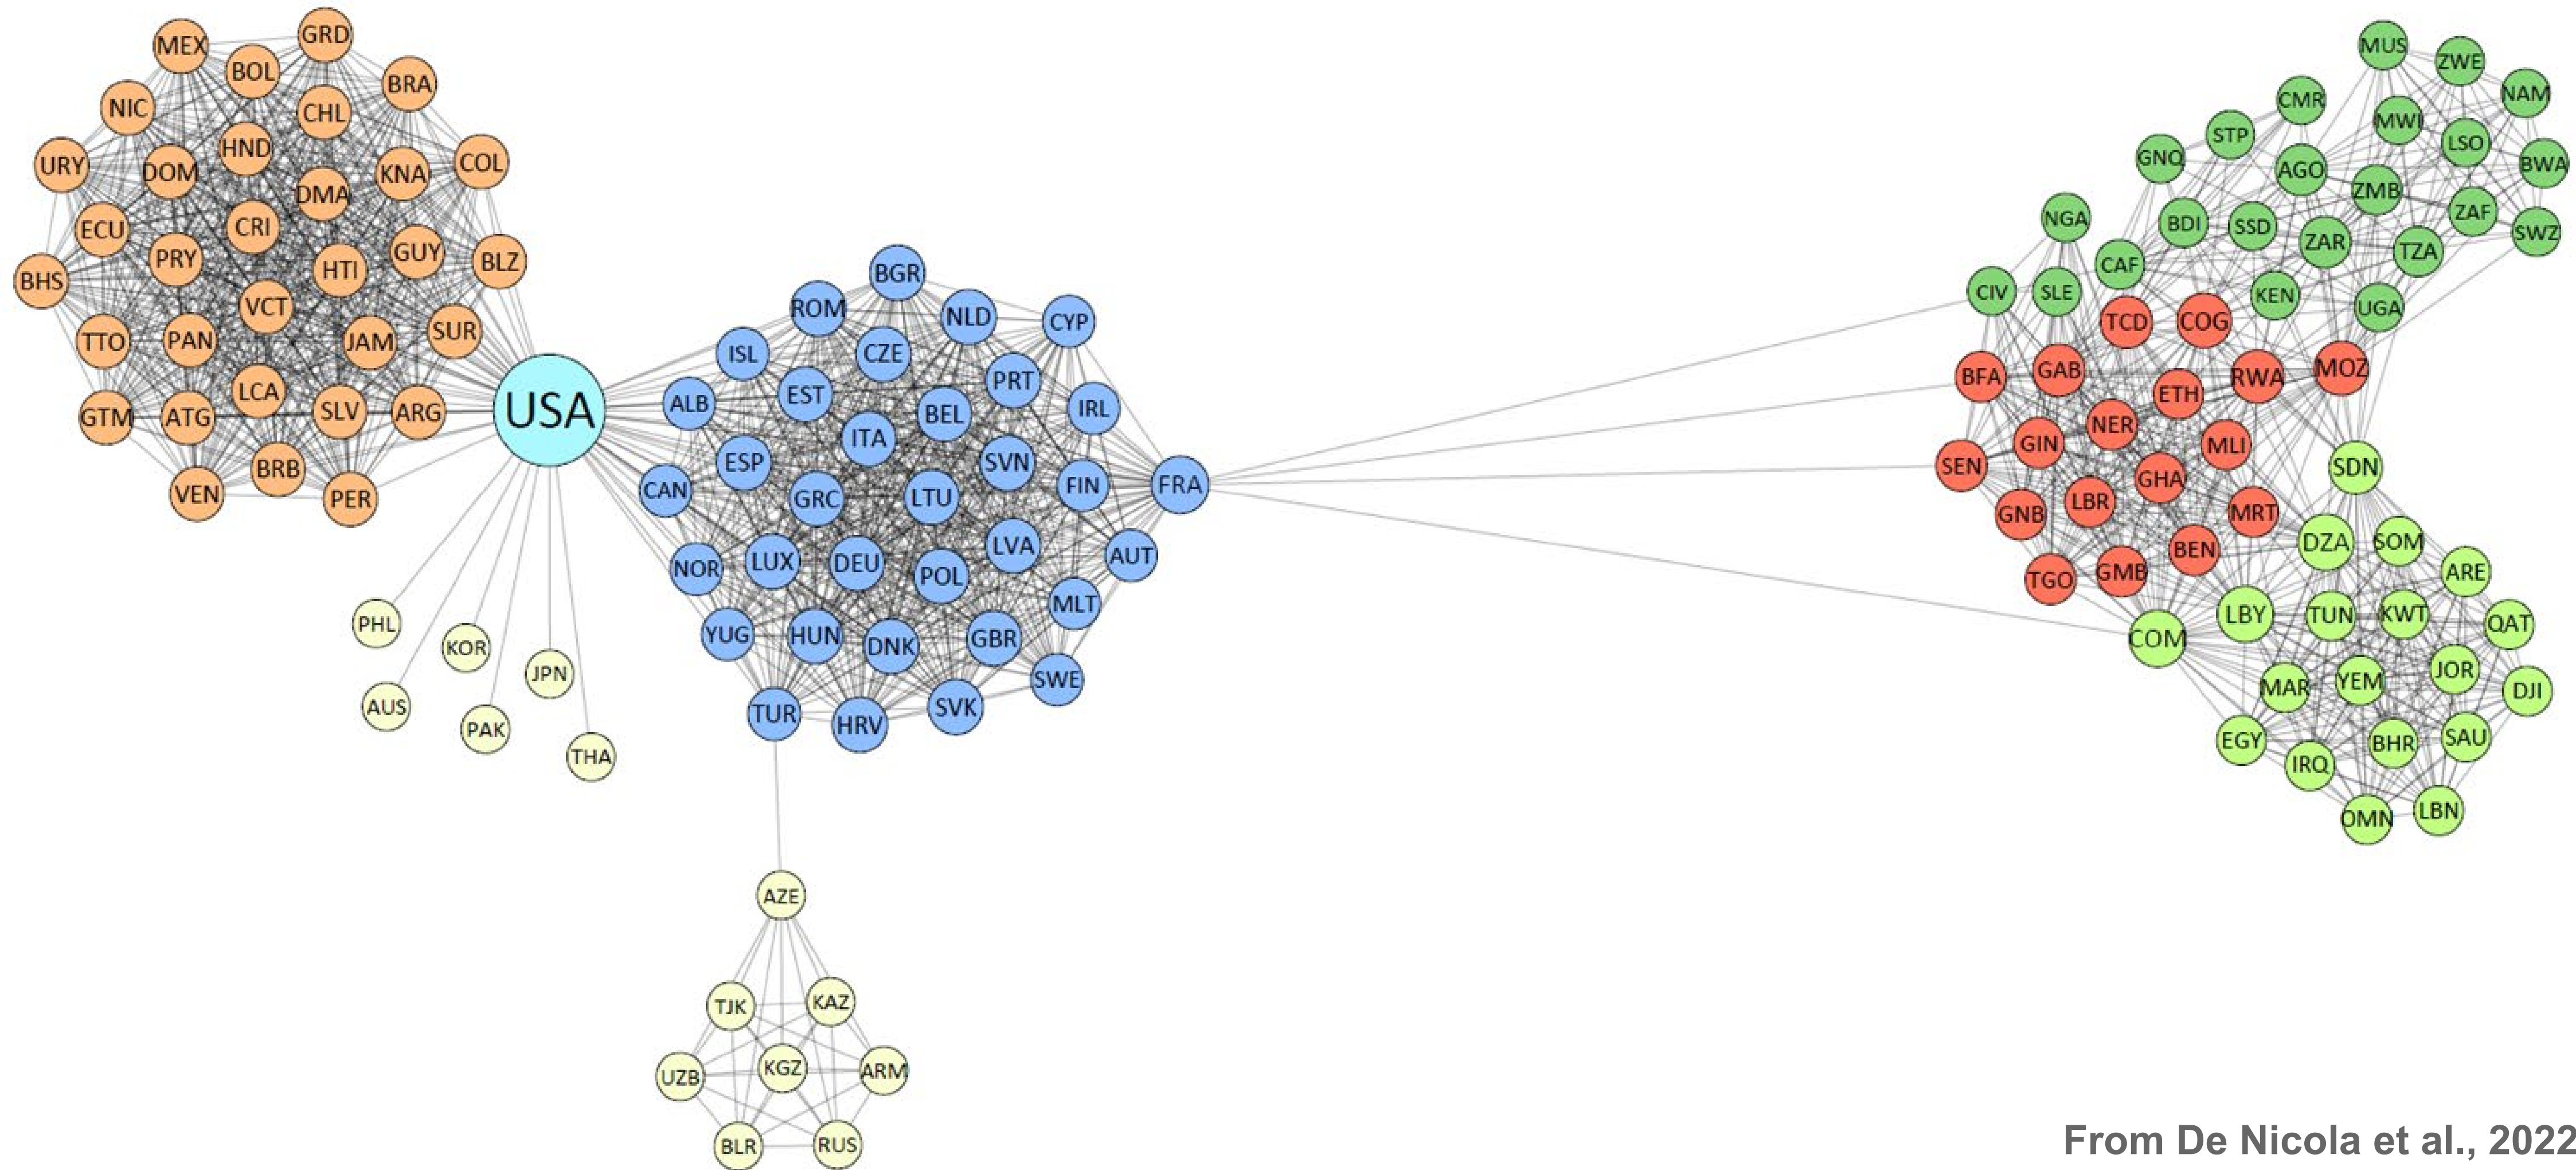 MEX
GRD
BOL
BRA
NIC
CHL
HND
URY
DOM
KNA
COL
DMA
ECU
CRI
PRY
GUY
BHS
HTI
BLZ
VCT
TTO
PAN
JAM
SUR
LCA
GTM
ATG
SLV
ARG
BRB
VEN
PER
USA
PHL
KOR
JPN
AUS
PAK
THA
BGR
ROM
NLD
CYP
ISL
CZE
PRT
ALB
EST
BEL
IRL
ITA
ESP
SVN
CAN
GRC
LTU
FIN
FRA
LVA
AUT
NOR
LUX
DEU
POL
MLT
YUG
HUN
DNK
GBR
SWE
TUR
HRV
SVK
AZE
TJK
KAZ
UZB
KGZ
ARM
BLR
RUS
MUS
ZWE
NAM
CMR
MWI
STP
LSO
GNQ
AGO
BWA
ZMB
NGA
BDI
SSD
ZAF
ZAR
SWZ
CAF
TZA
CIV
SLE
KEN
UGA
TCD
COG
BFA
GAB
RWA
MOZ
ETH
NER
GIN
MLI
SEN
GHA
SDN
GNB
LBR
MRT
BEN
DZA
SOM
TGO
GMB
ARE
COM
LBY
TUN
KWT
QAT
MAR
YEM
JOR
DJI
EGY
IRQ
BHR
SAU
OMN
LBN
From De Nicola et al., 2022